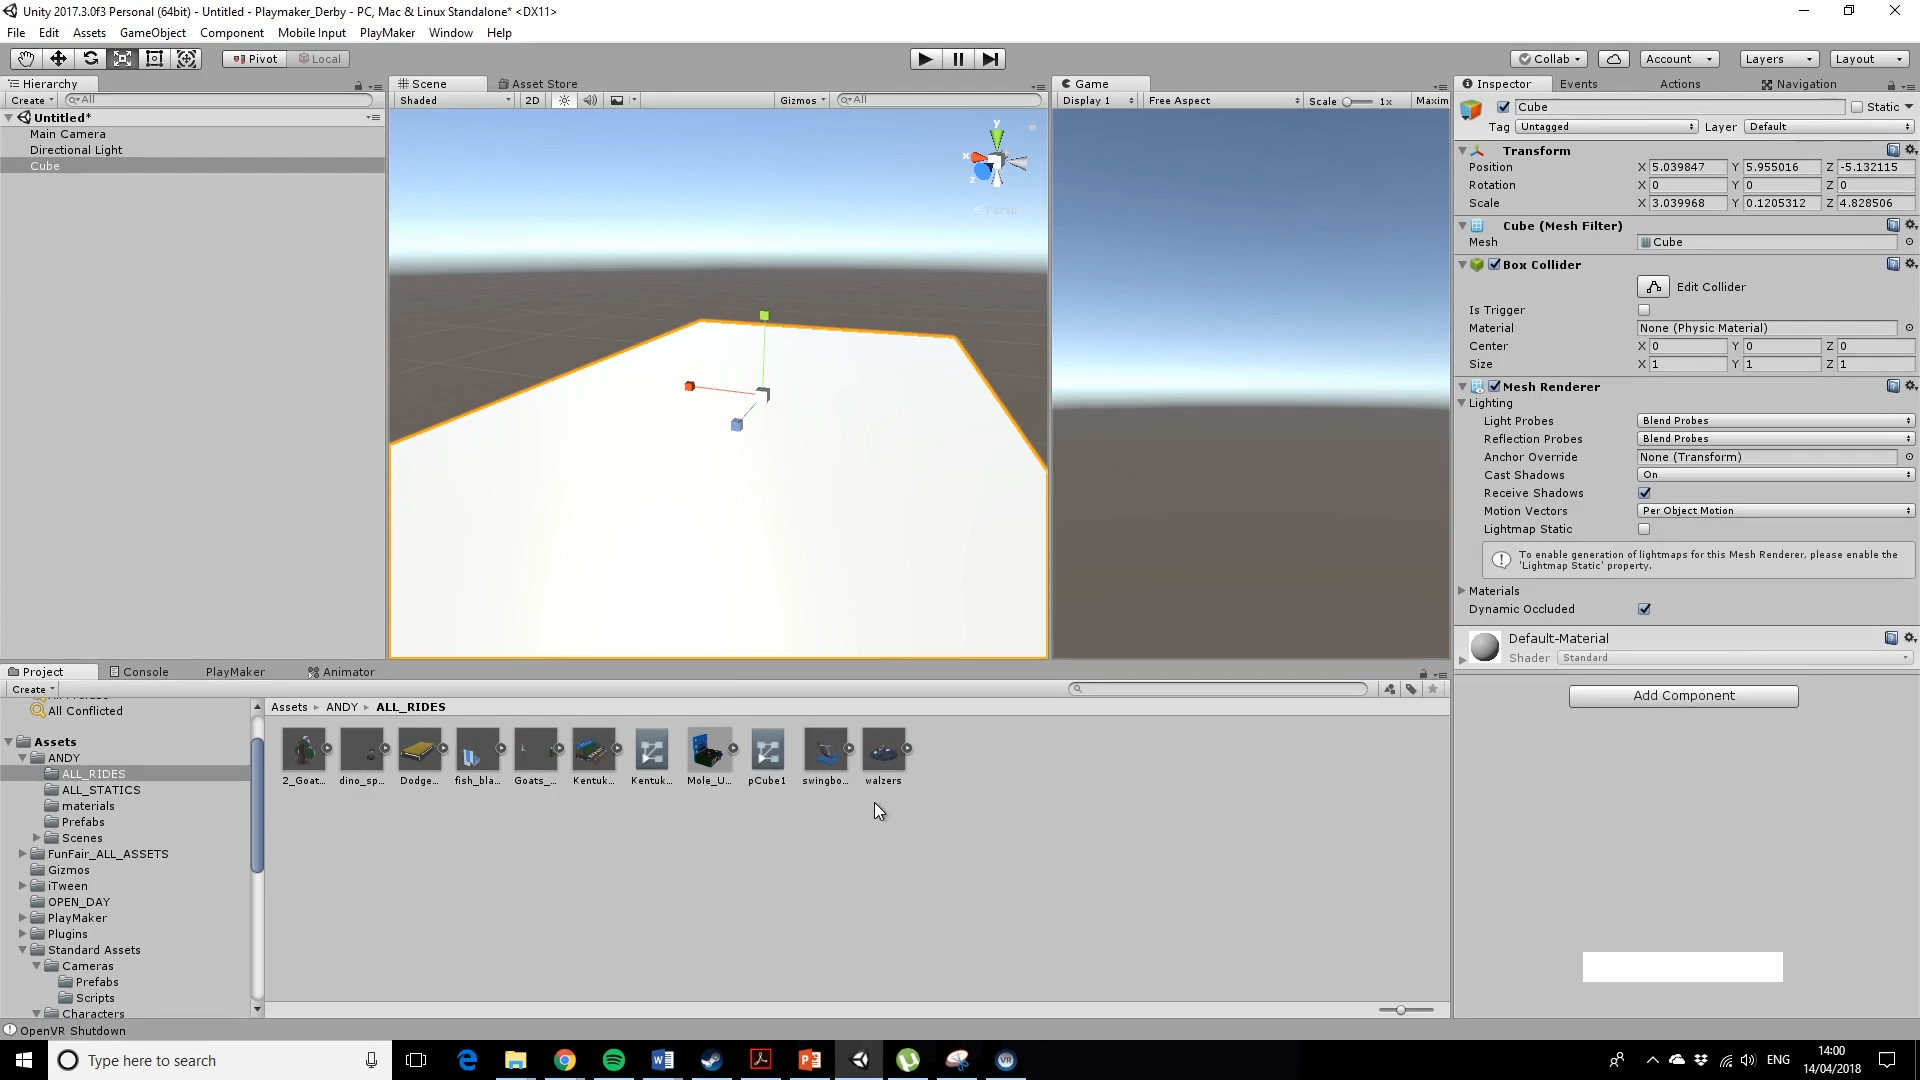 Unity 2017.3.0f3 Personal (64bit) - Untitled - Playmaker_Derby - PC, Mac & Linux Standalone* <DX11>
File Edit Assets GameObject Component Mobile Input PlayMaker Window Help
Pivot Local Collab Account Layers Layout
Hierarchy Scene Asset Store Game Inspector Events Actions Navigation
Create All Shaded 2D Gizmos All Display 1 Free Aspect Scale 1x Maxim
Cube Static
Untitled*
Tag Untagged Layer Default
Main Camera
Directional Light
Cube
y
x
z
Persp
Transform
Position X 5.039847 Y 5.955016 Z -5.132115
Rotation X 0 Y 0 Z 0
Scale X 3.039968 Y 0.1205312 Z 4.828506
Cube (Mesh Filter)
Mesh Cube
Box Collider
Edit Collider
Is Trigger
Material None (Physic Material)
Center X 0 Y 0 Z 0
Size X 1 Y 1 Z 1
Mesh Renderer
Lighting
Light Probes Blend Probes
Reflection Probes Blend Probes
Anchor Override None (Transform)
Cast Shadows On
Receive Shadows
Motion Vectors Per Object Motion
Lightmap Static
To enable generation of lightmaps for this Mesh Renderer, please enable the
'Lightmap Static' property.
Materials
Dynamic Occluded
Default-Material
Shader Standard
Add Component
Project Console PlayMaker Animator
Create
All Conflicted
Assets
ANDY
ALL_RIDES
ALL_STATICS
materials
Prefabs
Scenes
FunFair_ALL_ASSETS
Gizmos
iTween
OPEN_DAY
PlayMaker
Plugins
Standard Assets
Cameras
Prefabs
Scripts
Characters
Assets ANDY ALL_RIDES
2_Goat... dino_sp... Dodge... fish_bla... Goats_... Kentuk... Kentuk... Mole_U... pCube1 swingbo... walzers
OpenVR Shutdown
Type here to search
ENG
14:00
14/04/2018